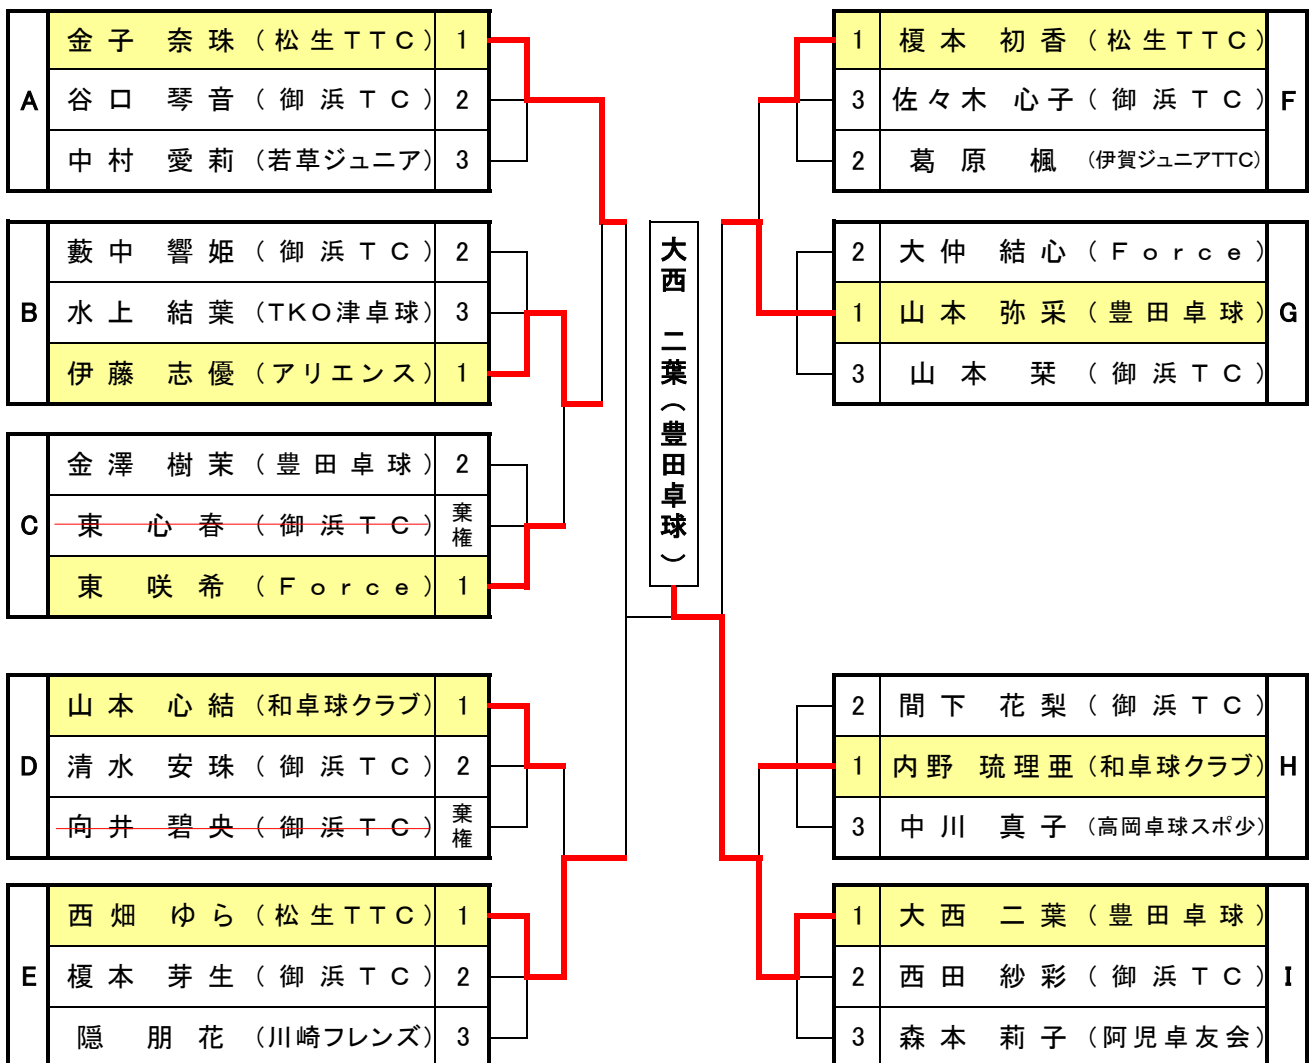 A
金子 奈珠 (松生TTC) 1
谷口 琴音 (御浜TC) 2
中村 愛莉 (若草ジュニア) 3
B
藪中 響姫 (御浜TC) 2
水上 結葉 (TKO津卓球) 3
伊藤 志優 (アリエンス) 1
C
金澤 樹茉 (豊田卓球) 2
東 心春 (御浜TC) 棄権
東 咲希 (Force) 1
D
山本 心結 (和卓球クラブ) 1
清水 安珠 (御浜TC) 2
向井 碧央 (御浜TC) 棄権
E
西畑 ゆら (松生TTC) 1
榎本 芽生 (御浜TC) 2
隠 朋花 (川崎フレンズ) 3
大西 二葉(豊田卓球)
1 榎本 初香 (松生TTC)
3 佐々木 心子 (御浜TC)
2 葛原 楓 (伊賀ジュニアTTC)
F
2 大仲 結心 (Force)
1 山本 弥采 (豊田卓球)
3 山本 栞 (御浜TC)
G
2 間下 花梨 (御浜TC)
1 内野 琉理亜 (和卓球クラブ)
3 中川 真子 (高岡卓球スポ少)
H
1 大西 二葉 (豊田卓球)
2 西田 紗彩 (御浜TC)
3 森本 莉子 (阿児卓友会)
I